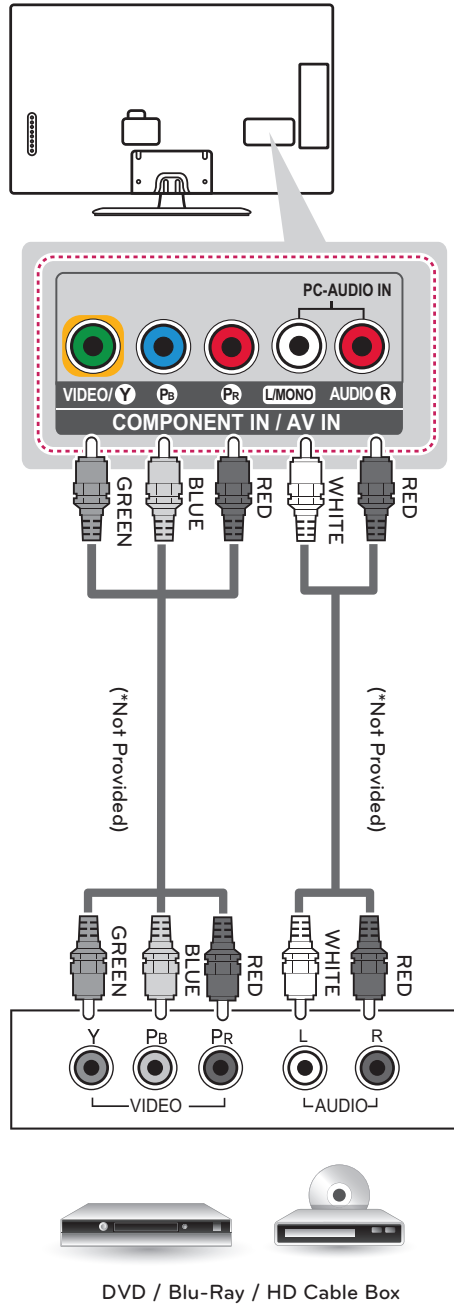 PC-AUDIO IN
VIDEO/ Y PB PR L/MONO AUDIO R
COMPONENT IN / AV IN
GREEN BLUE RED WHITE RED
(*Not Provided) (*Not Provided)
GREEN BLUE RED WHITE RED
Y PB PR L R
VIDEO AUDIO
DVD / Blu-Ray / HD Cable Box